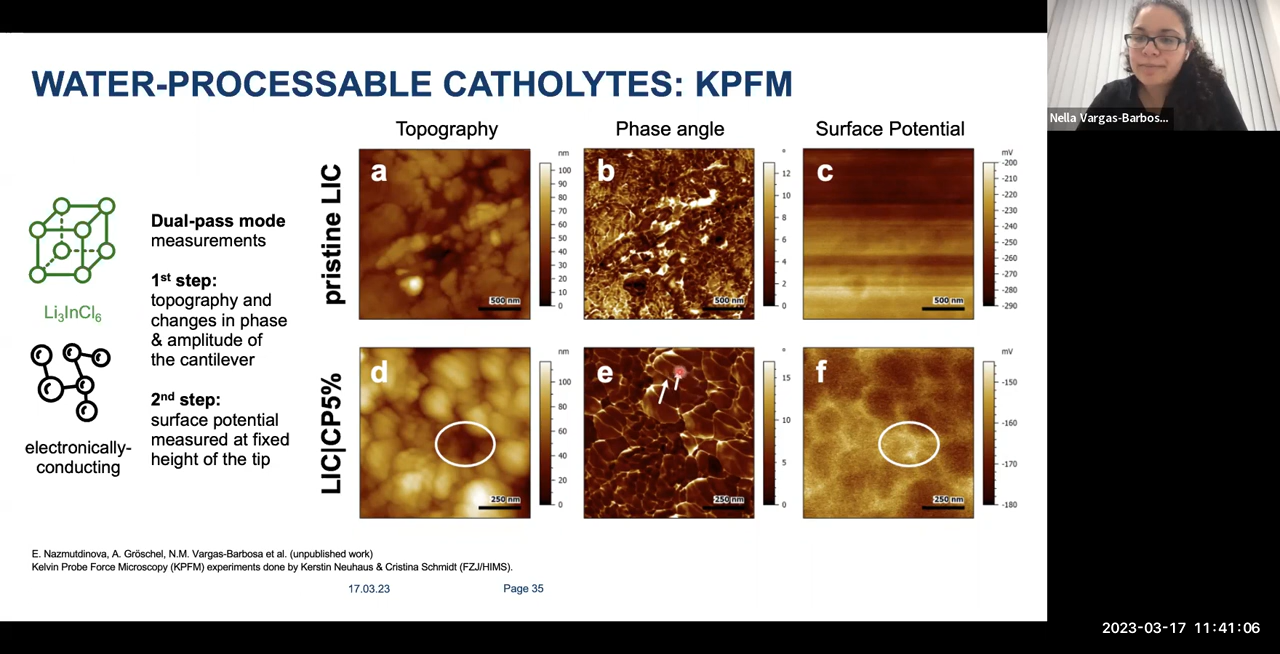 WATER-PROCESSABLE CATHOLYTES: KPFM
Nella Vargas-Barbos...
Topography
Phase angle
Surface Potential
pristine LIC
LIC|CP5%
Li3InCl6
electronically-
conducting
Dual-pass mode
measurements
1st step:
topography and
changes in phase
& amplitude of
the cantilever
2nd step:
surface potential
measured at fixed
height of the tip
a
500 nm
nm
100
90
80
70
60
50
40
30
20
10
0
b
500 nm
°
12
10
8
6
4
2
0
c
500 nm
mV
-200
-210
-220
-230
-240
-250
-260
-270
-280
-290
d
250 nm
nm
100
80
60
40
20
0
e
250 nm
°
15
10
5
0
f
250 nm
mV
-150
-160
-170
-180
E. Nazmutdinova, A. Gröschel, N.M. Vargas-Barbosa et al. (unpublished work)
Kelvin Probe Force Microscopy (KPFM) experiments done by Kerstin Neuhaus & Cristina Schmidt (FZJ/HIMS).
17.03.23
Page 35
2023-03-17 11:41:06